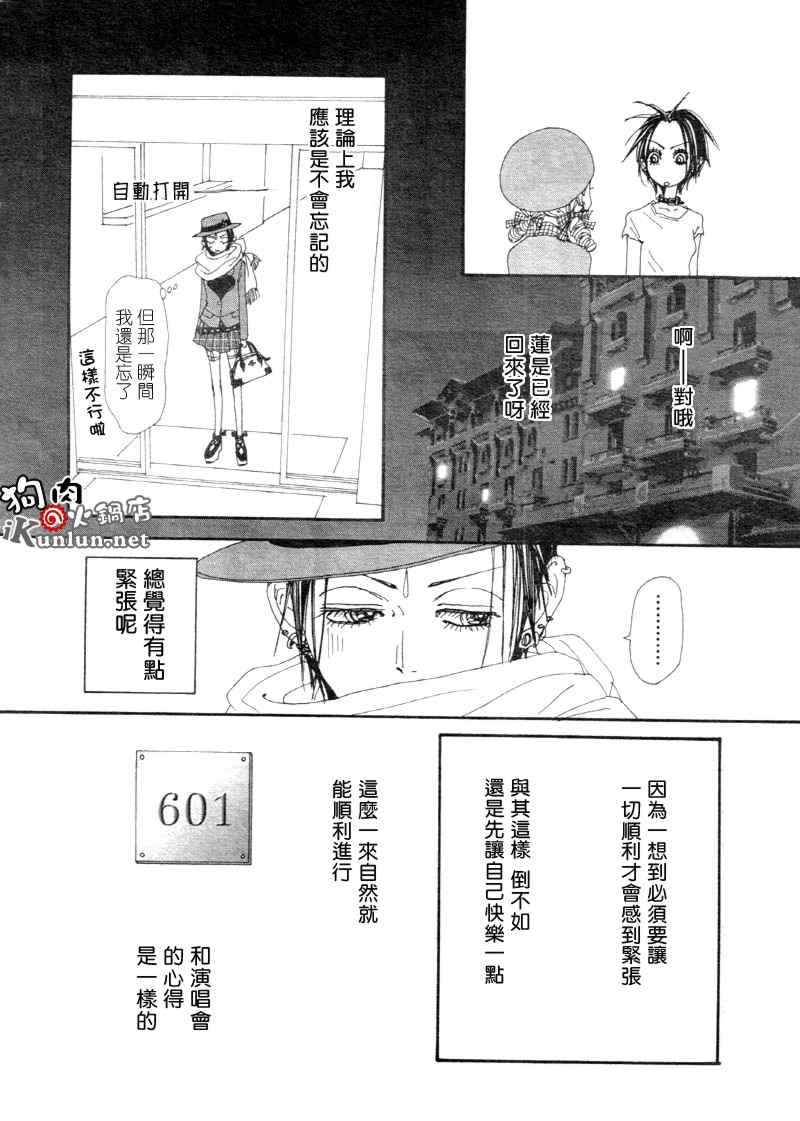 啊——對哦
蓮是已經
回來了呀
理論上我
應該是不會忘記的
自動打開
但那一瞬間
我還是忘了
這樣不行啦
狗肉
火鍋店
iKunlun.net
………
總覺得有點
緊張呢
因為一想到必須要讓
一切順利才會感到緊張
與其這樣 倒不如
還是先讓自己快樂一點
這麼一來自然就
能順利進行
601
和演唱會
的心得
是一樣的